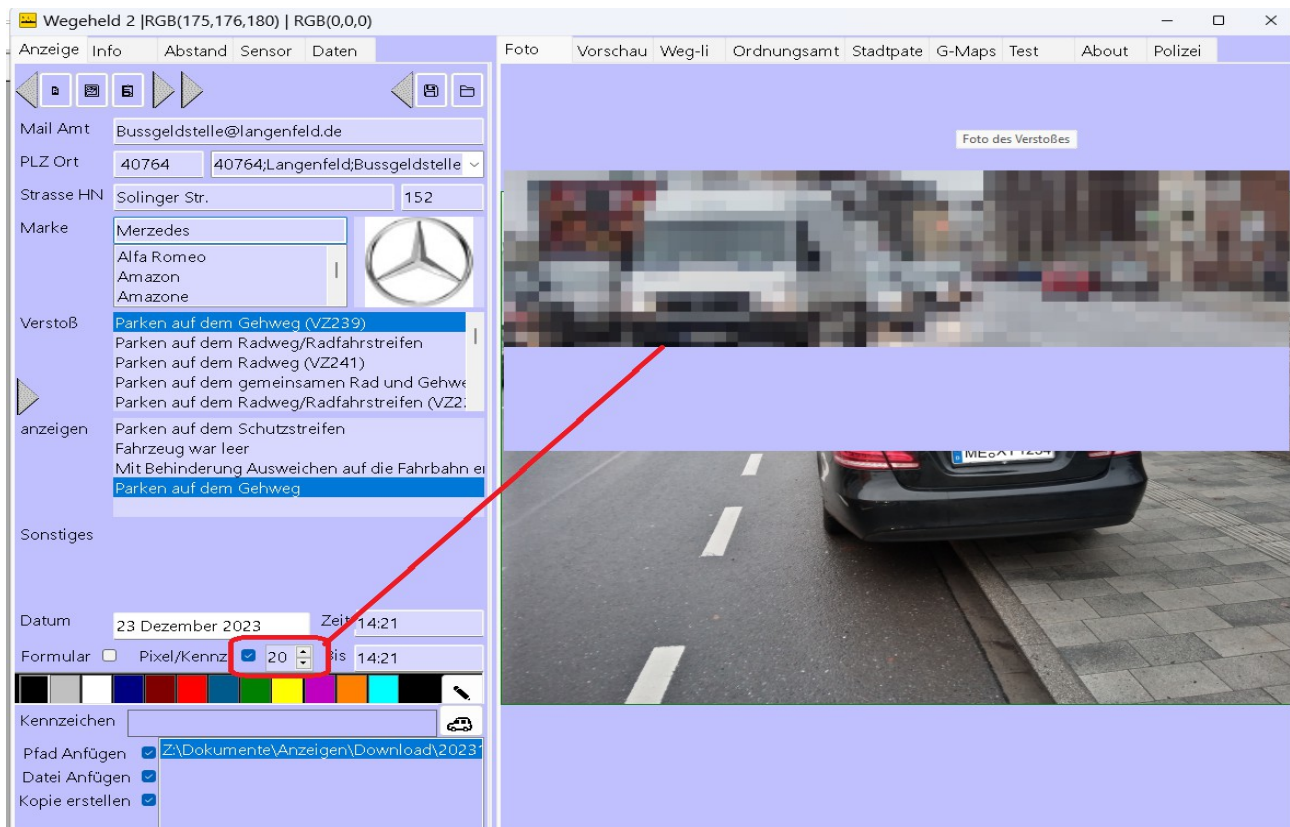 Wegeheld 2 |RGB(175,176,180) | RGB(0,0,0)
Anzeige Info Abstand Sensor Daten
Foto Vorschau Weg-li Ordnungsamt Stadtpate G-Maps Test About Polizei
Mail Amt Bussgeldstelle@langenfeld.de
Foto des Verstoßes
PLZ Ort 40764 40764;Langenfeld;Bussgeldstelle
Strasse HN Solinger Str. 152
Marke Merzedes
Alfa Romeo
Amazon
Amazone
Verstoß Parken auf dem Gehweg (VZ239)
Parken auf dem Radweg/Radfahrstreifen
Parken auf dem Radweg (VZ241)
Parken auf dem gemeinsamen Rad und Gehwe
Parken auf dem Radweg/Radfahrstreifen (VZ2
anzeigen Parken auf dem Schutzstreifen
Fahrzeug war leer
Mit Behinderung Ausweichen auf die Fahrbahn
Parken auf dem Gehweg
Sonstiges
Datum 23 Dezember 2023 Zeit 14:21
Formular Pixel/Kennz 20 Bis 14:21
Kennzeichen
Pfad Anfügen Z:\Dokumente\Anzeigen\Download\2023
Datei Anfügen
Kopie erstellen